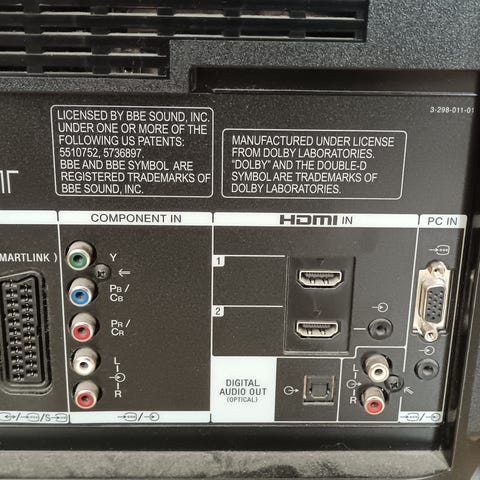 3-298-011-01
LICENSED BY BBE SOUND, INC.
UNDER ONE OR MORE OF THE
FOLLOWING US PATENTS:
5510752, 5736897.
BBE AND BBE SYMBOL ARE
REGISTERED TRADEMARKS OF
BBE SOUND, INC.
MANUFACTURED UNDER LICENSE
FROM DOLBY LABORATORIES.
"DOLBY" AND THE DOUBLE-D
SYMBOL ARE TRADEMARKS OF
DOLBY LABORATORIES.
MARTLINK )
COMPONENT IN
Y
PB /
CB
PR /
CR
L
I
R
HDMI IN
1
2
DIGITAL
AUDIO OUT
(OPTICAL)
L
I
R
PC IN